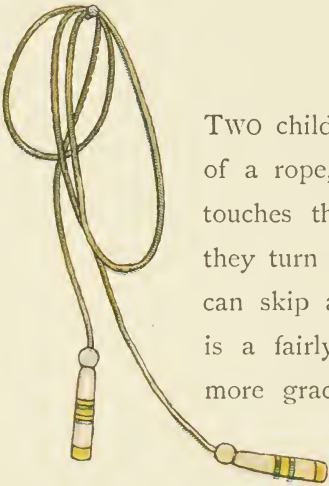 TWO child
of a rope,
touches th
they turn
can skip a
is a fairly
more grac